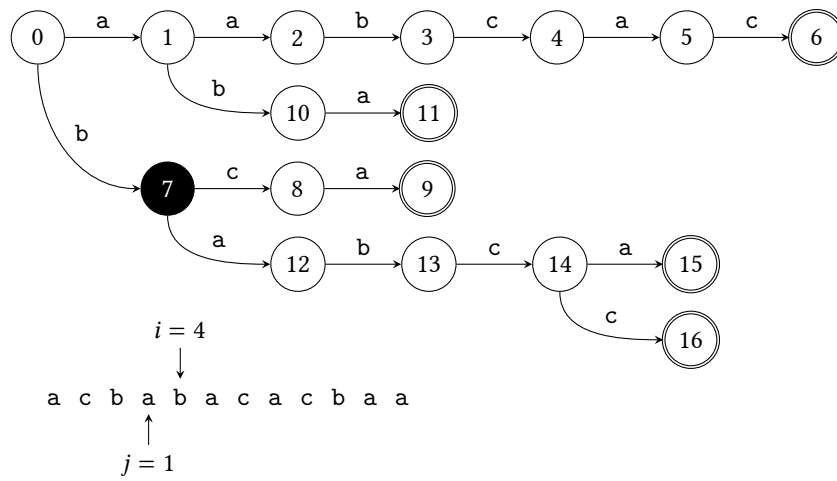 0 a 1 a 2 b 3 c 4 a 5 c 6
b 10 a 11
b
7 c 8 a 9
a 12 b 13 c 14 a 15
c 16
i = 4
a c b a b a c a c b a a
j = 1